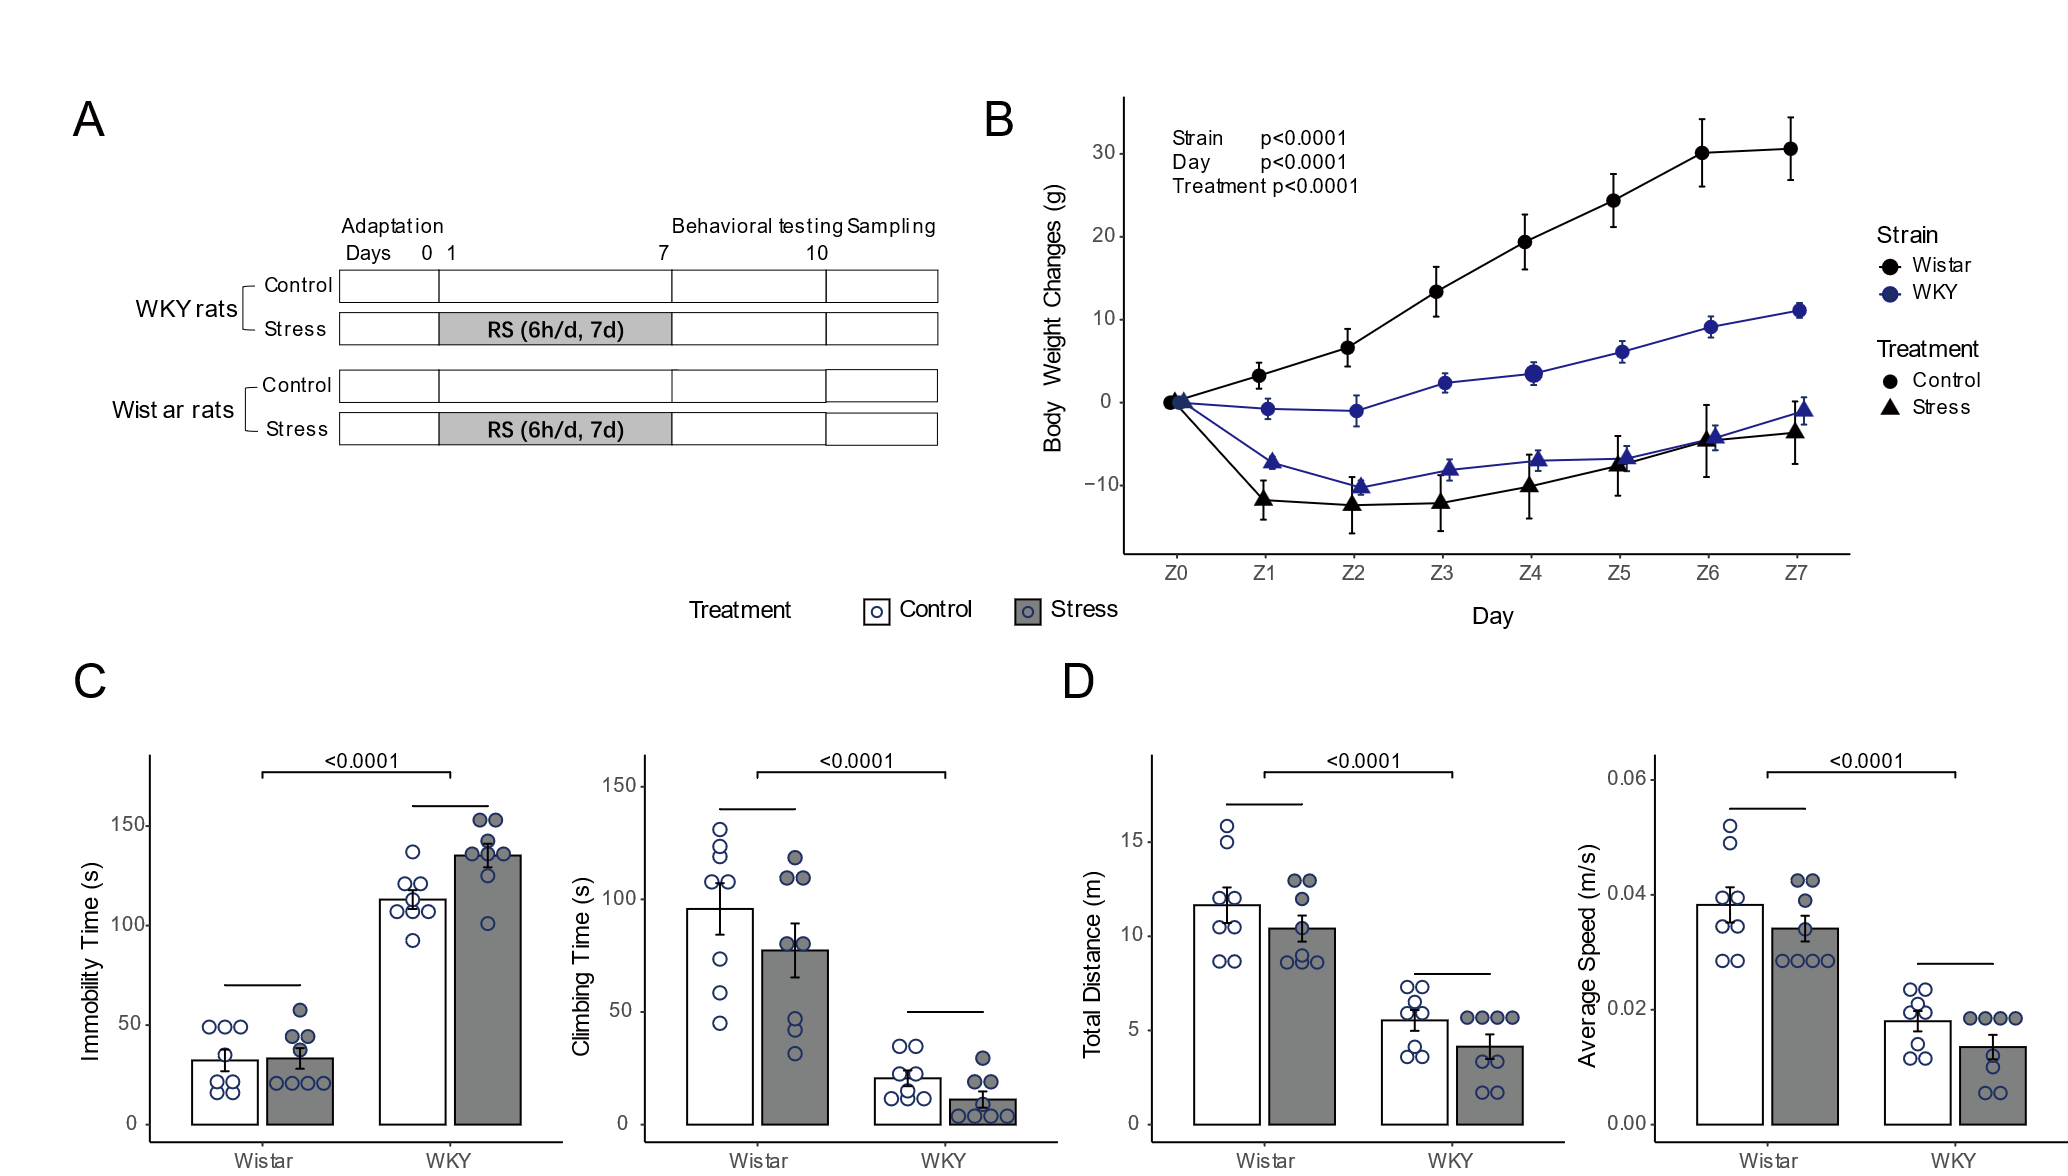 A
Adaptation
Behavioral testing Sampling
Days 0 1 7 10
WKY rats
Control
Stress RS (6h/d, 7d)
Wistar rats
Control
Stress RS (6h/d, 7d)
B
Strain p<0.0001
Day p<0.0001
Treatment p<0.0001
Body Weight Changes (g)
30
20
10
0
−10
Z0 Z1 Z2 Z3 Z4 Z5 Z6 Z7
Day
Strain
Wistar
WKY
Treatment
Control
Stress
Treatment Control Stress
C
Immobility Time (s)
<0.0001
150
100
50
0
Wistar WKY
Climbing Time (s)
<0.0001
150
100
50
0
Wistar WKY
D
Total Distance (m)
<0.0001
15
10
5
0
Wistar WKY
Average Speed (m/s)
<0.0001
0.06
0.04
0.02
0.00
Wistar WKY